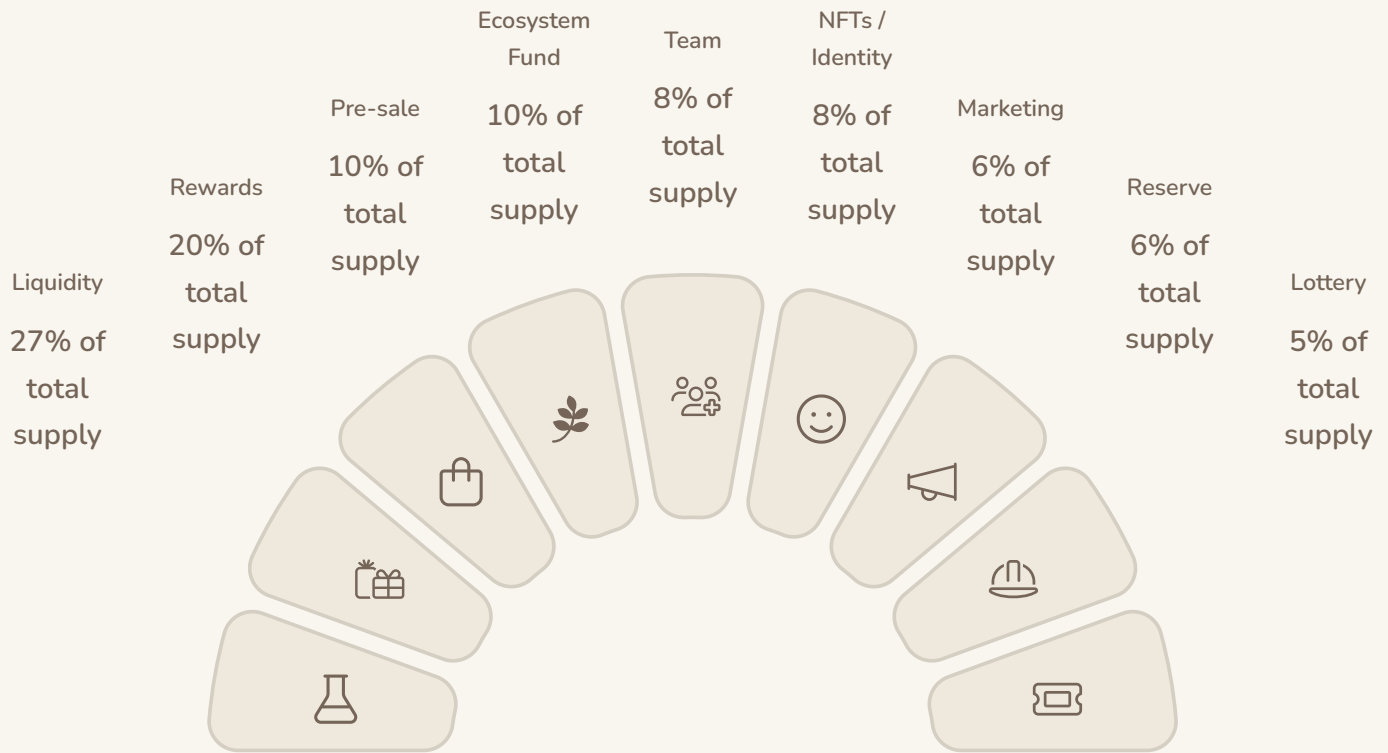 Liquidity
27% of
total
supply
Rewards
20% of
total
supply
Pre-sale
10% of
total
supply
Ecosystem
Fund
10% of
total
supply
Team
8% of
total
supply
NFTs /
Identity
8% of
total
supply
Marketing
6% of
total
supply
Reserve
6% of
total
supply
Lottery
5% of
total
supply